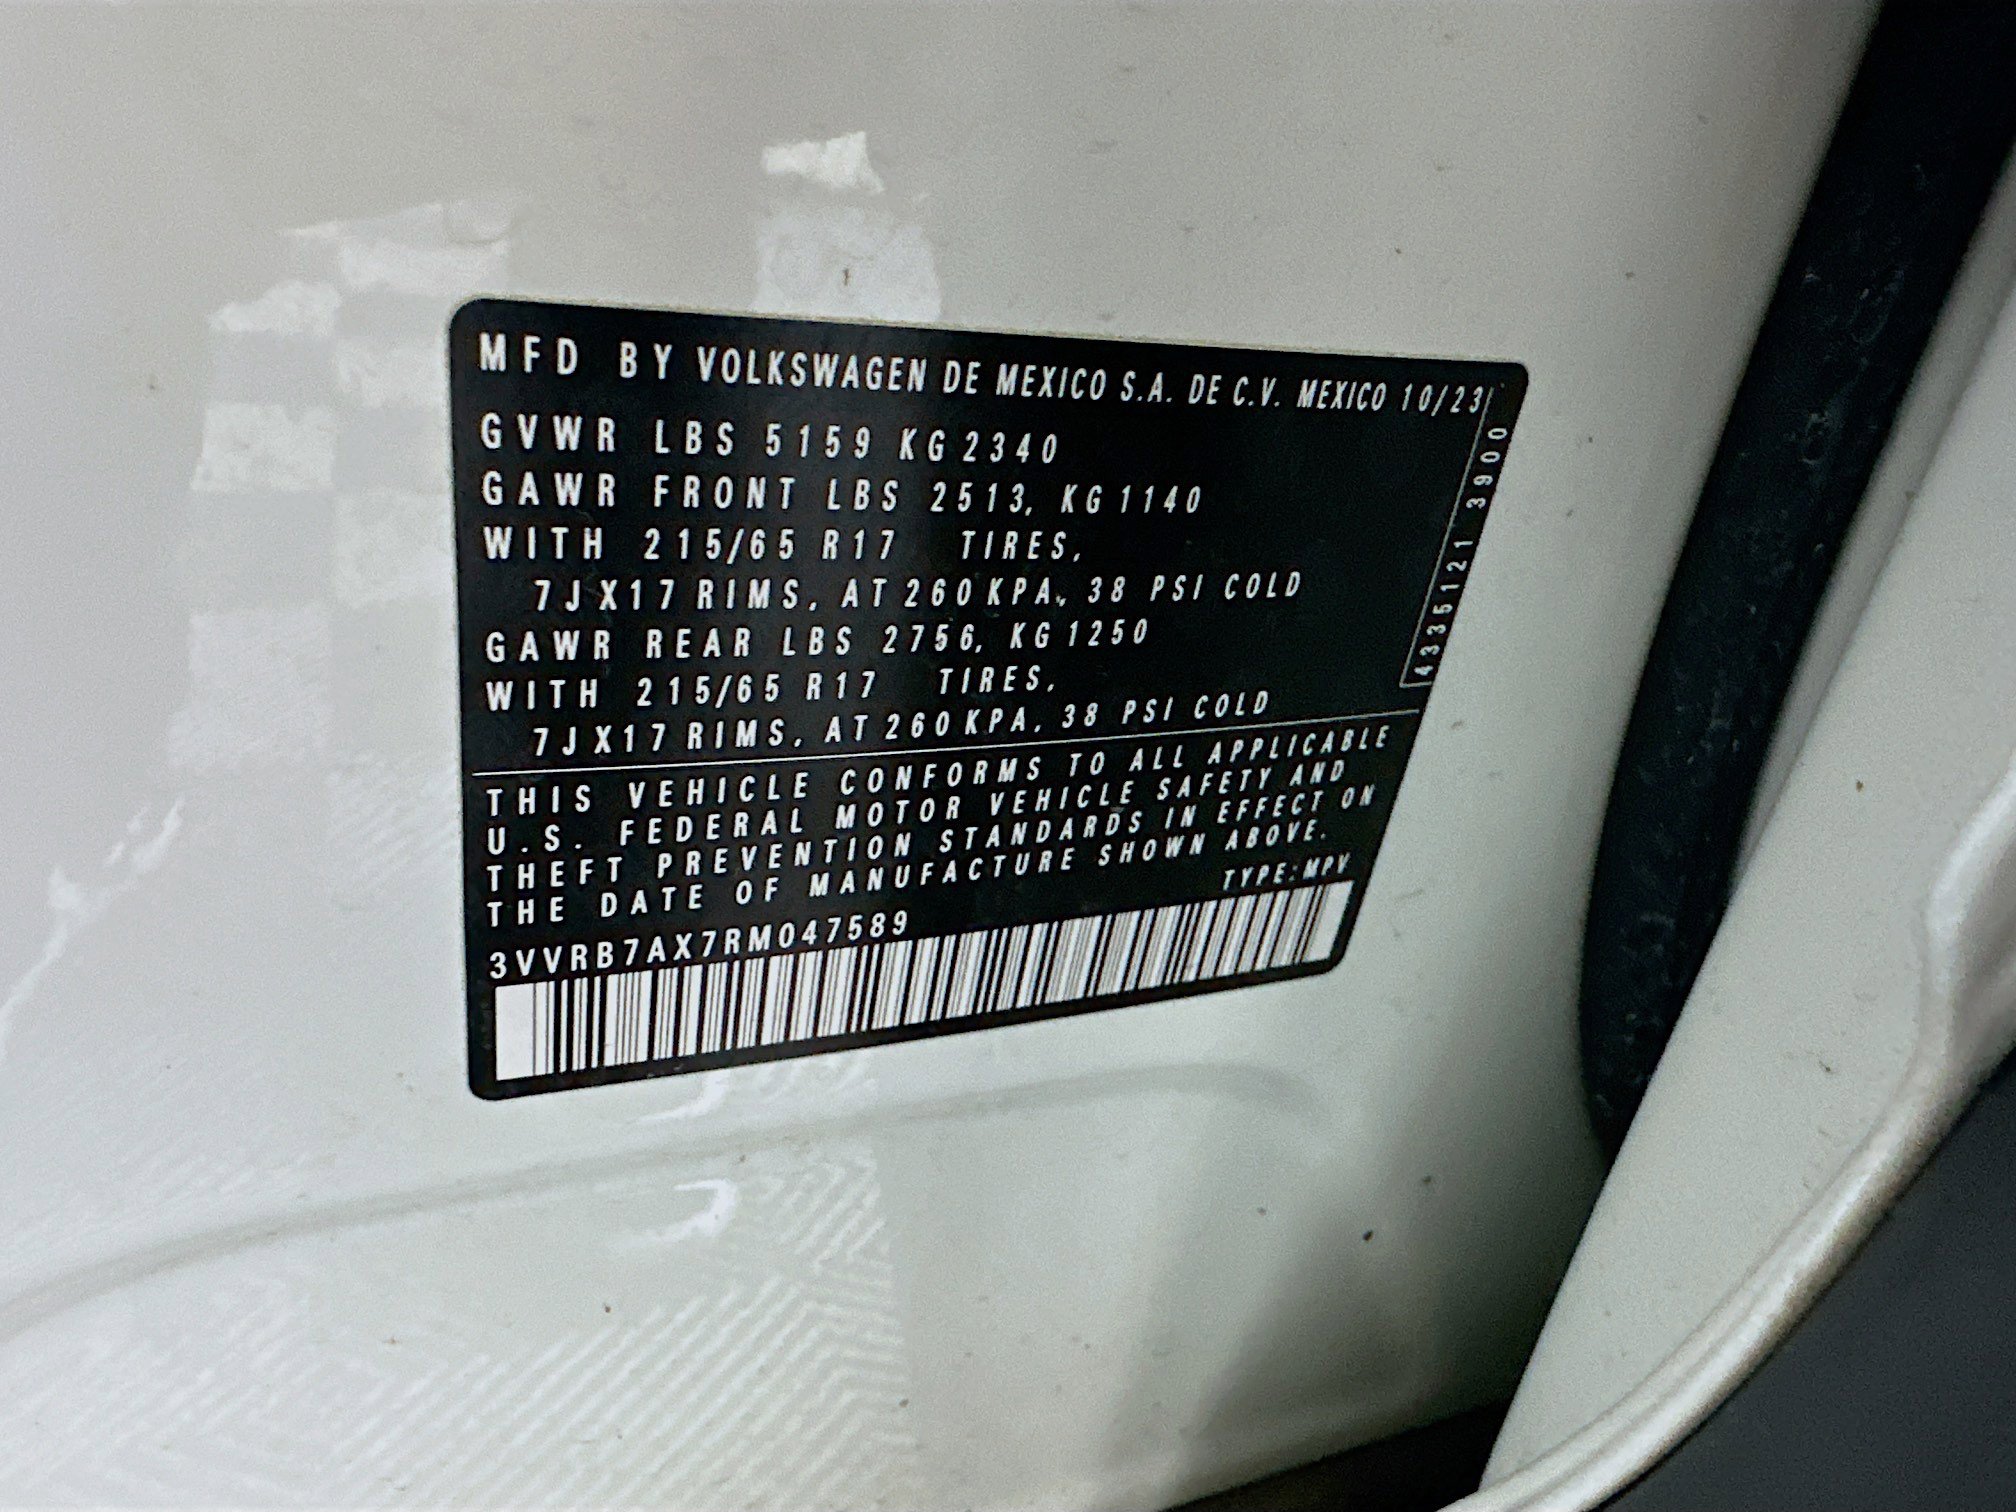 MFD BY VOLKSWAGEN DE MEXICO S.A. DE C.V. MEXICO 10/23
GVWR LBS 5159 KG 2340
GAWR FRONT LBS 2513, KG 1140
WITH 215/65 R17 TIRES,
7J X17 RIMS, AT 260 KPA, 38 PSI COLD
GAWR REAR LBS 2756, KG 1250
WITH 215/65 R17 TIRES,
7J X17 RIMS, AT 260 KPA, 38 PSI COLD
4335121 3900
THIS VEHICLE CONFORMS TO ALL APPLICABLE
U.S. FEDERAL MOTOR VEHICLE SAFETY AND
THEFT PREVENTION STANDARDS IN EFFECT ON
THE DATE OF MANUFACTURE SHOWN ABOVE.
3VVRB7AX7RM047589 TYPE: MPV